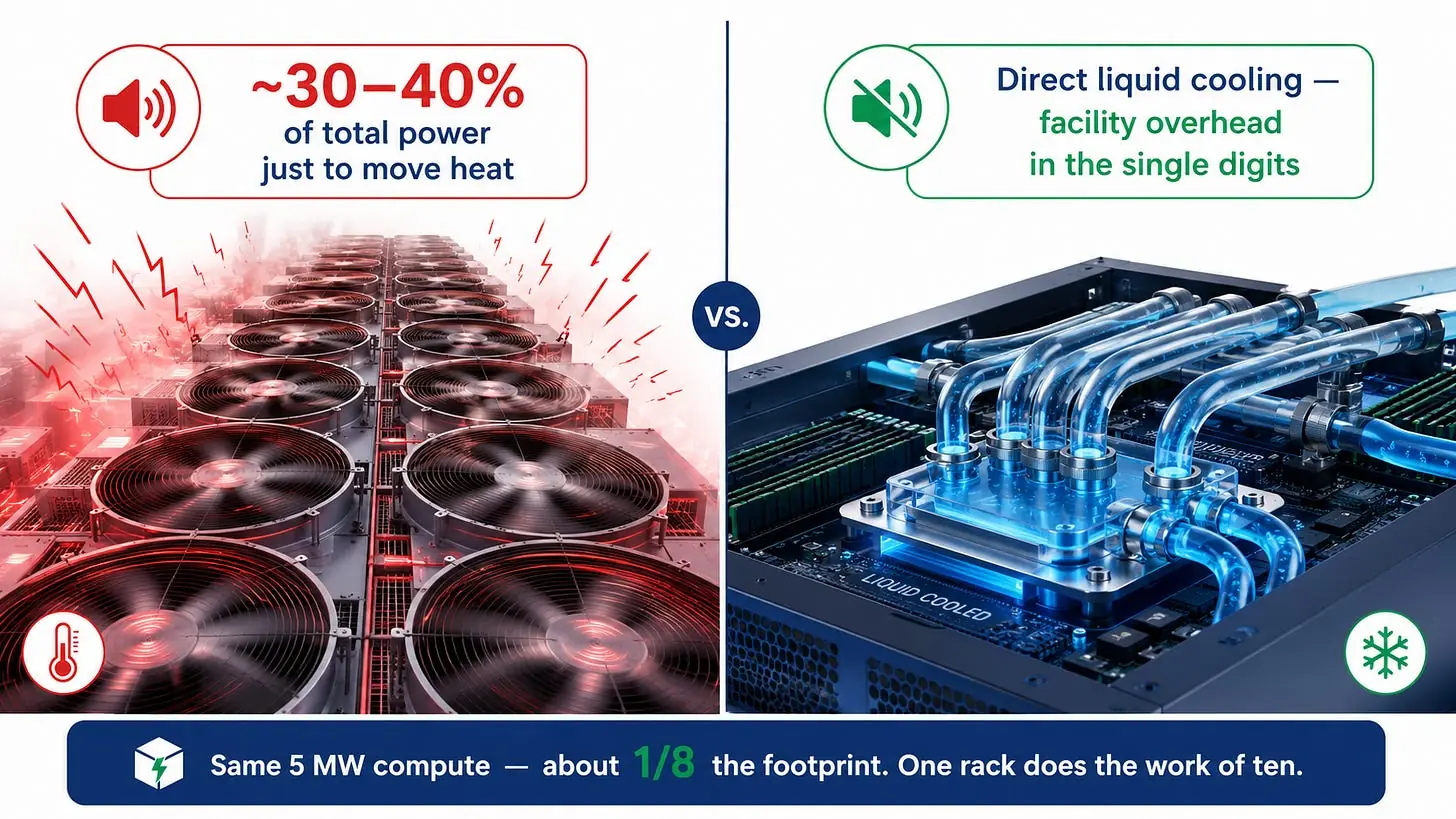 ~30–40%
of total power
just to move heat
Direct liquid cooling —
facility overhead
in the single digits
VS.
LIQUID COOLED
Same 5 MW compute — about 1/8 the footprint. One rack does the work of ten.